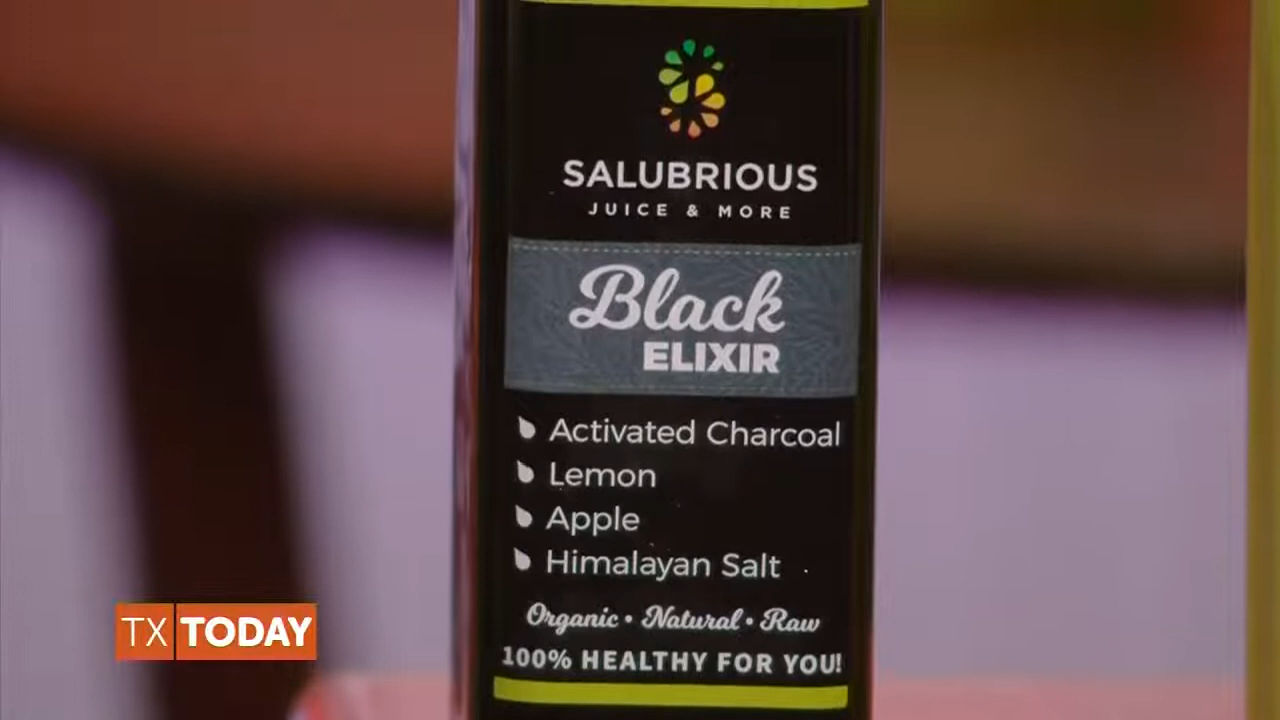 SALUBRIOUS
JUICE & MORE
Black
ELIXIR
Activated Charcoal
Lemon
Apple
Himalayan Salt
Organic • Natural • Raw
100% HEALTHY FOR YOU!
TX TODAY